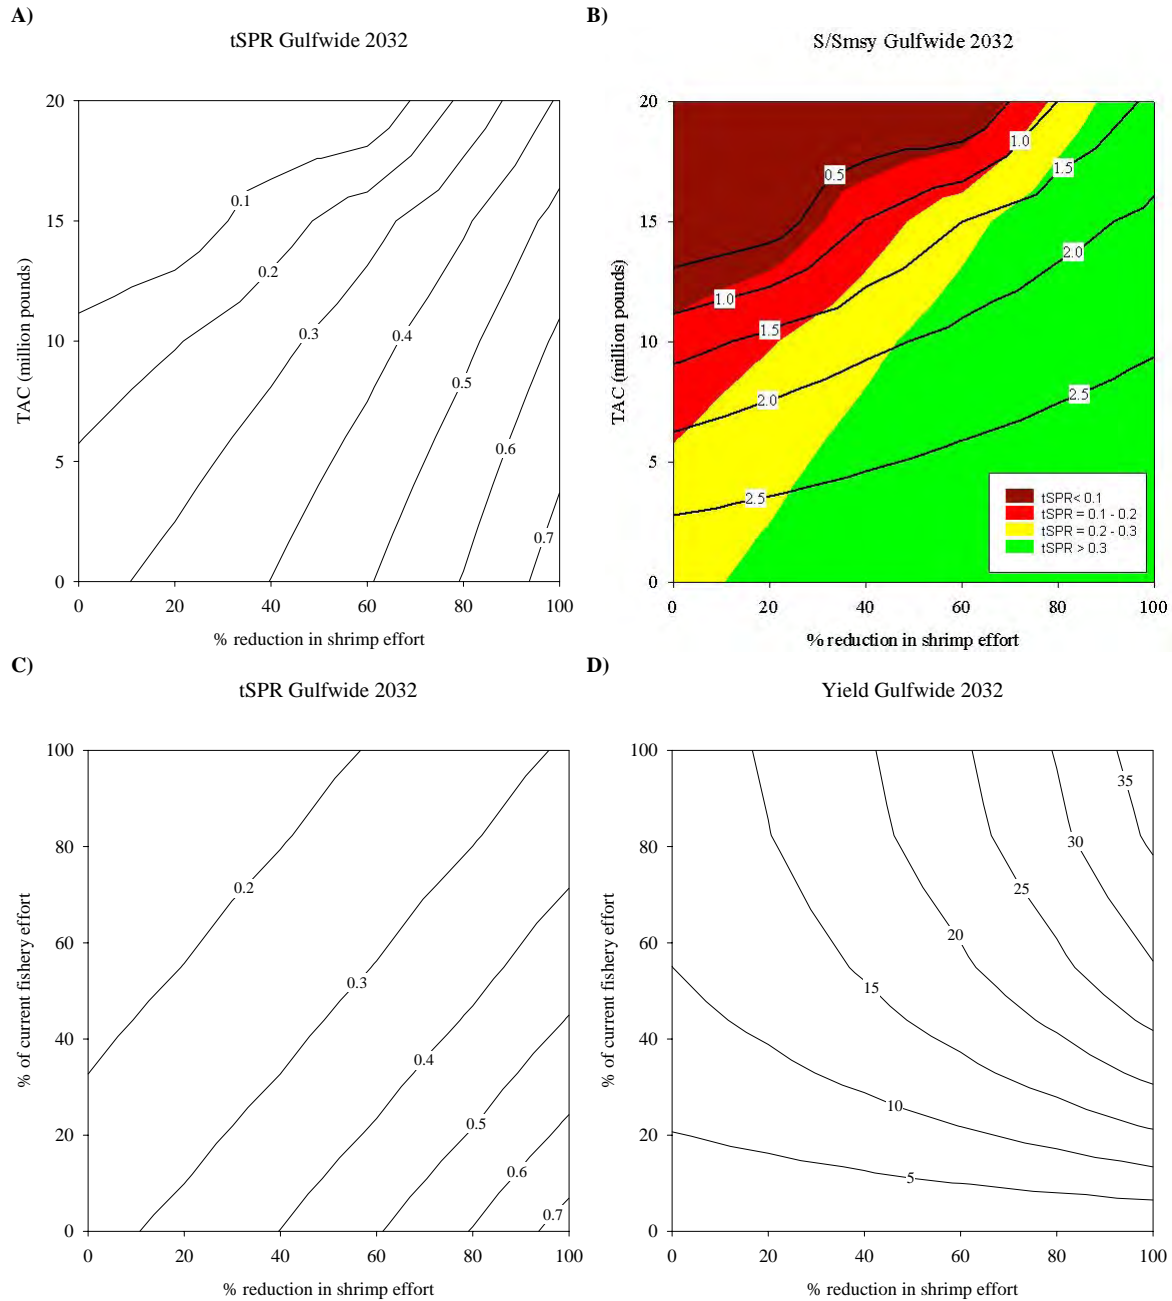 A)
tSPR Gulfwide 2032
20
15
10
5
0
0 20 40 60 80 100
TAC (million pounds)
% reduction in shrimp effort
0.1
0.2
0.3
0.4
0.5
0.6
0.7
B)
S/Smsy Gulfwide 2032
20
15
10
5
0
0 20 40 60 80 100
TAC (million pounds)
% reduction in shrimp effort
0.5
1.0
1.5
2.0
1.0
1.5
2.0
2.5
2.5
tSPR< 0.1
tSPR = 0.1 - 0.2
tSPR = 0.2 - 0.3
tSPR > 0.3
C)
tSPR Gulfwide 2032
100
80
60
40
20
0
0 20 40 60 80 100
% of current fishery effort
% reduction in shrimp effort
0.2
0.3
0.4
0.5
0.6
0.7
D)
Yield Gulfwide 2032
100
80
60
40
20
0
0 20 40 60 80 100
% of current fishery effort
% reduction in shrimp effort
35
30
25
20
15
10
5